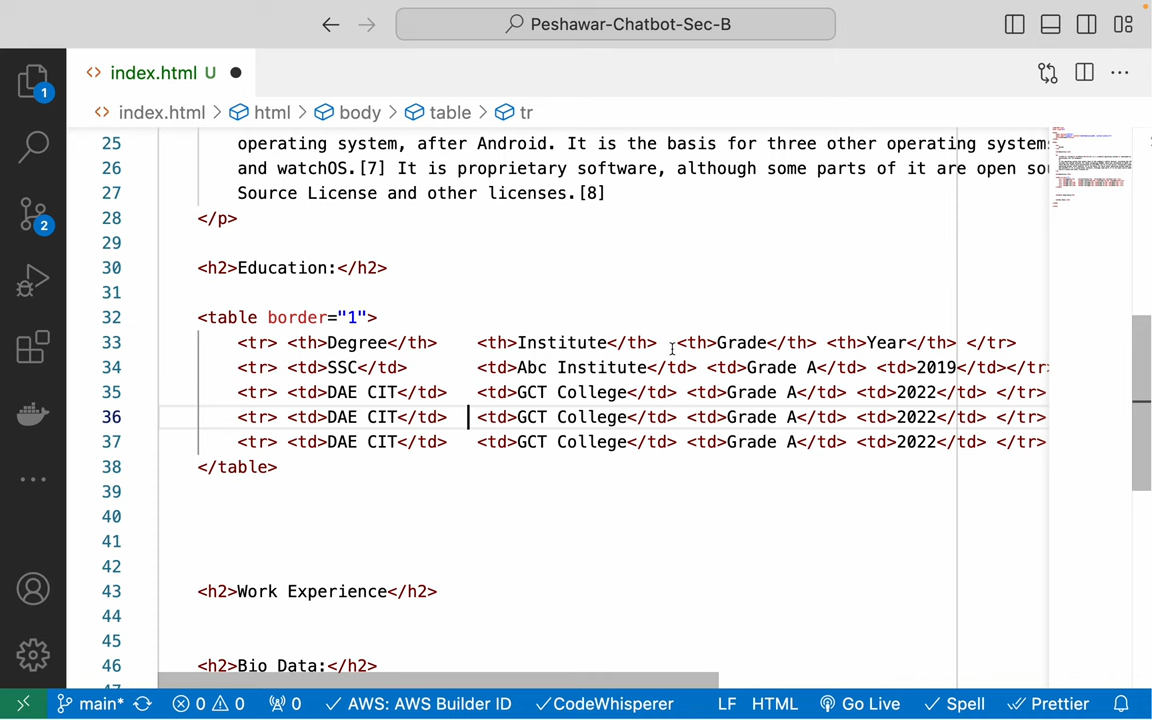 Peshawar-Chatbot-Sec-B
index.html U
index.html > html > body > table > tr
1
2
25 operating system, after Android. It is the basis for three other operating systems
26 and watchOS.[7] It is proprietary software, although some parts of it are open sou
27 Source License and other licenses.[8]
28 </p>
29
30 <h2>Education:</h2>
31
32 <table border="1">
33 <tr> <th>Degree</th> <th>Institute</th> <th>Grade</th> <th>Year</th> </tr>
34 <tr> <td>SSC</td> <td>Abc Institute</td> <td>Grade A</td> <td>2019</td></tr>
35 <tr> <td>DAE CIT</td> <td>GCT College</td> <td>Grade A</td> <td>2022</td> </tr>
36 <tr> <td>DAE CIT</td> <td>GCT College</td> <td>Grade A</td> <td>2022</td> </tr>
37 <tr> <td>DAE CIT</td> <td>GCT College</td> <td>Grade A</td> <td>2022</td> </tr>
38 </table>
39
40
41
42
43 <h2>Work Experience</h2>
44
45
46 <h2>Bio Data:</h2>
main* 0 0 0 AWS: AWS Builder ID CodeWhisperer LF HTML Go Live Spell Prettier